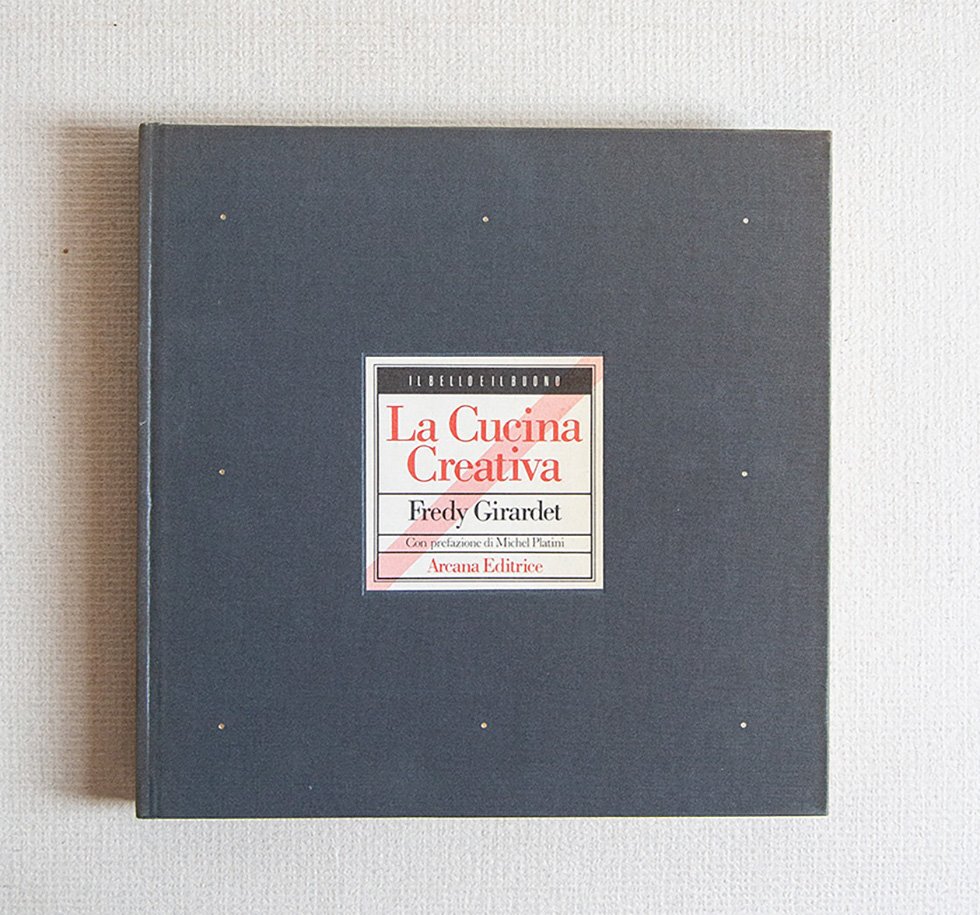 IL BELLO E IL BUONO
La Cucina
Creativa
Fredy Girardet
Con prefazione di Michel Platini
Arcana Editrice